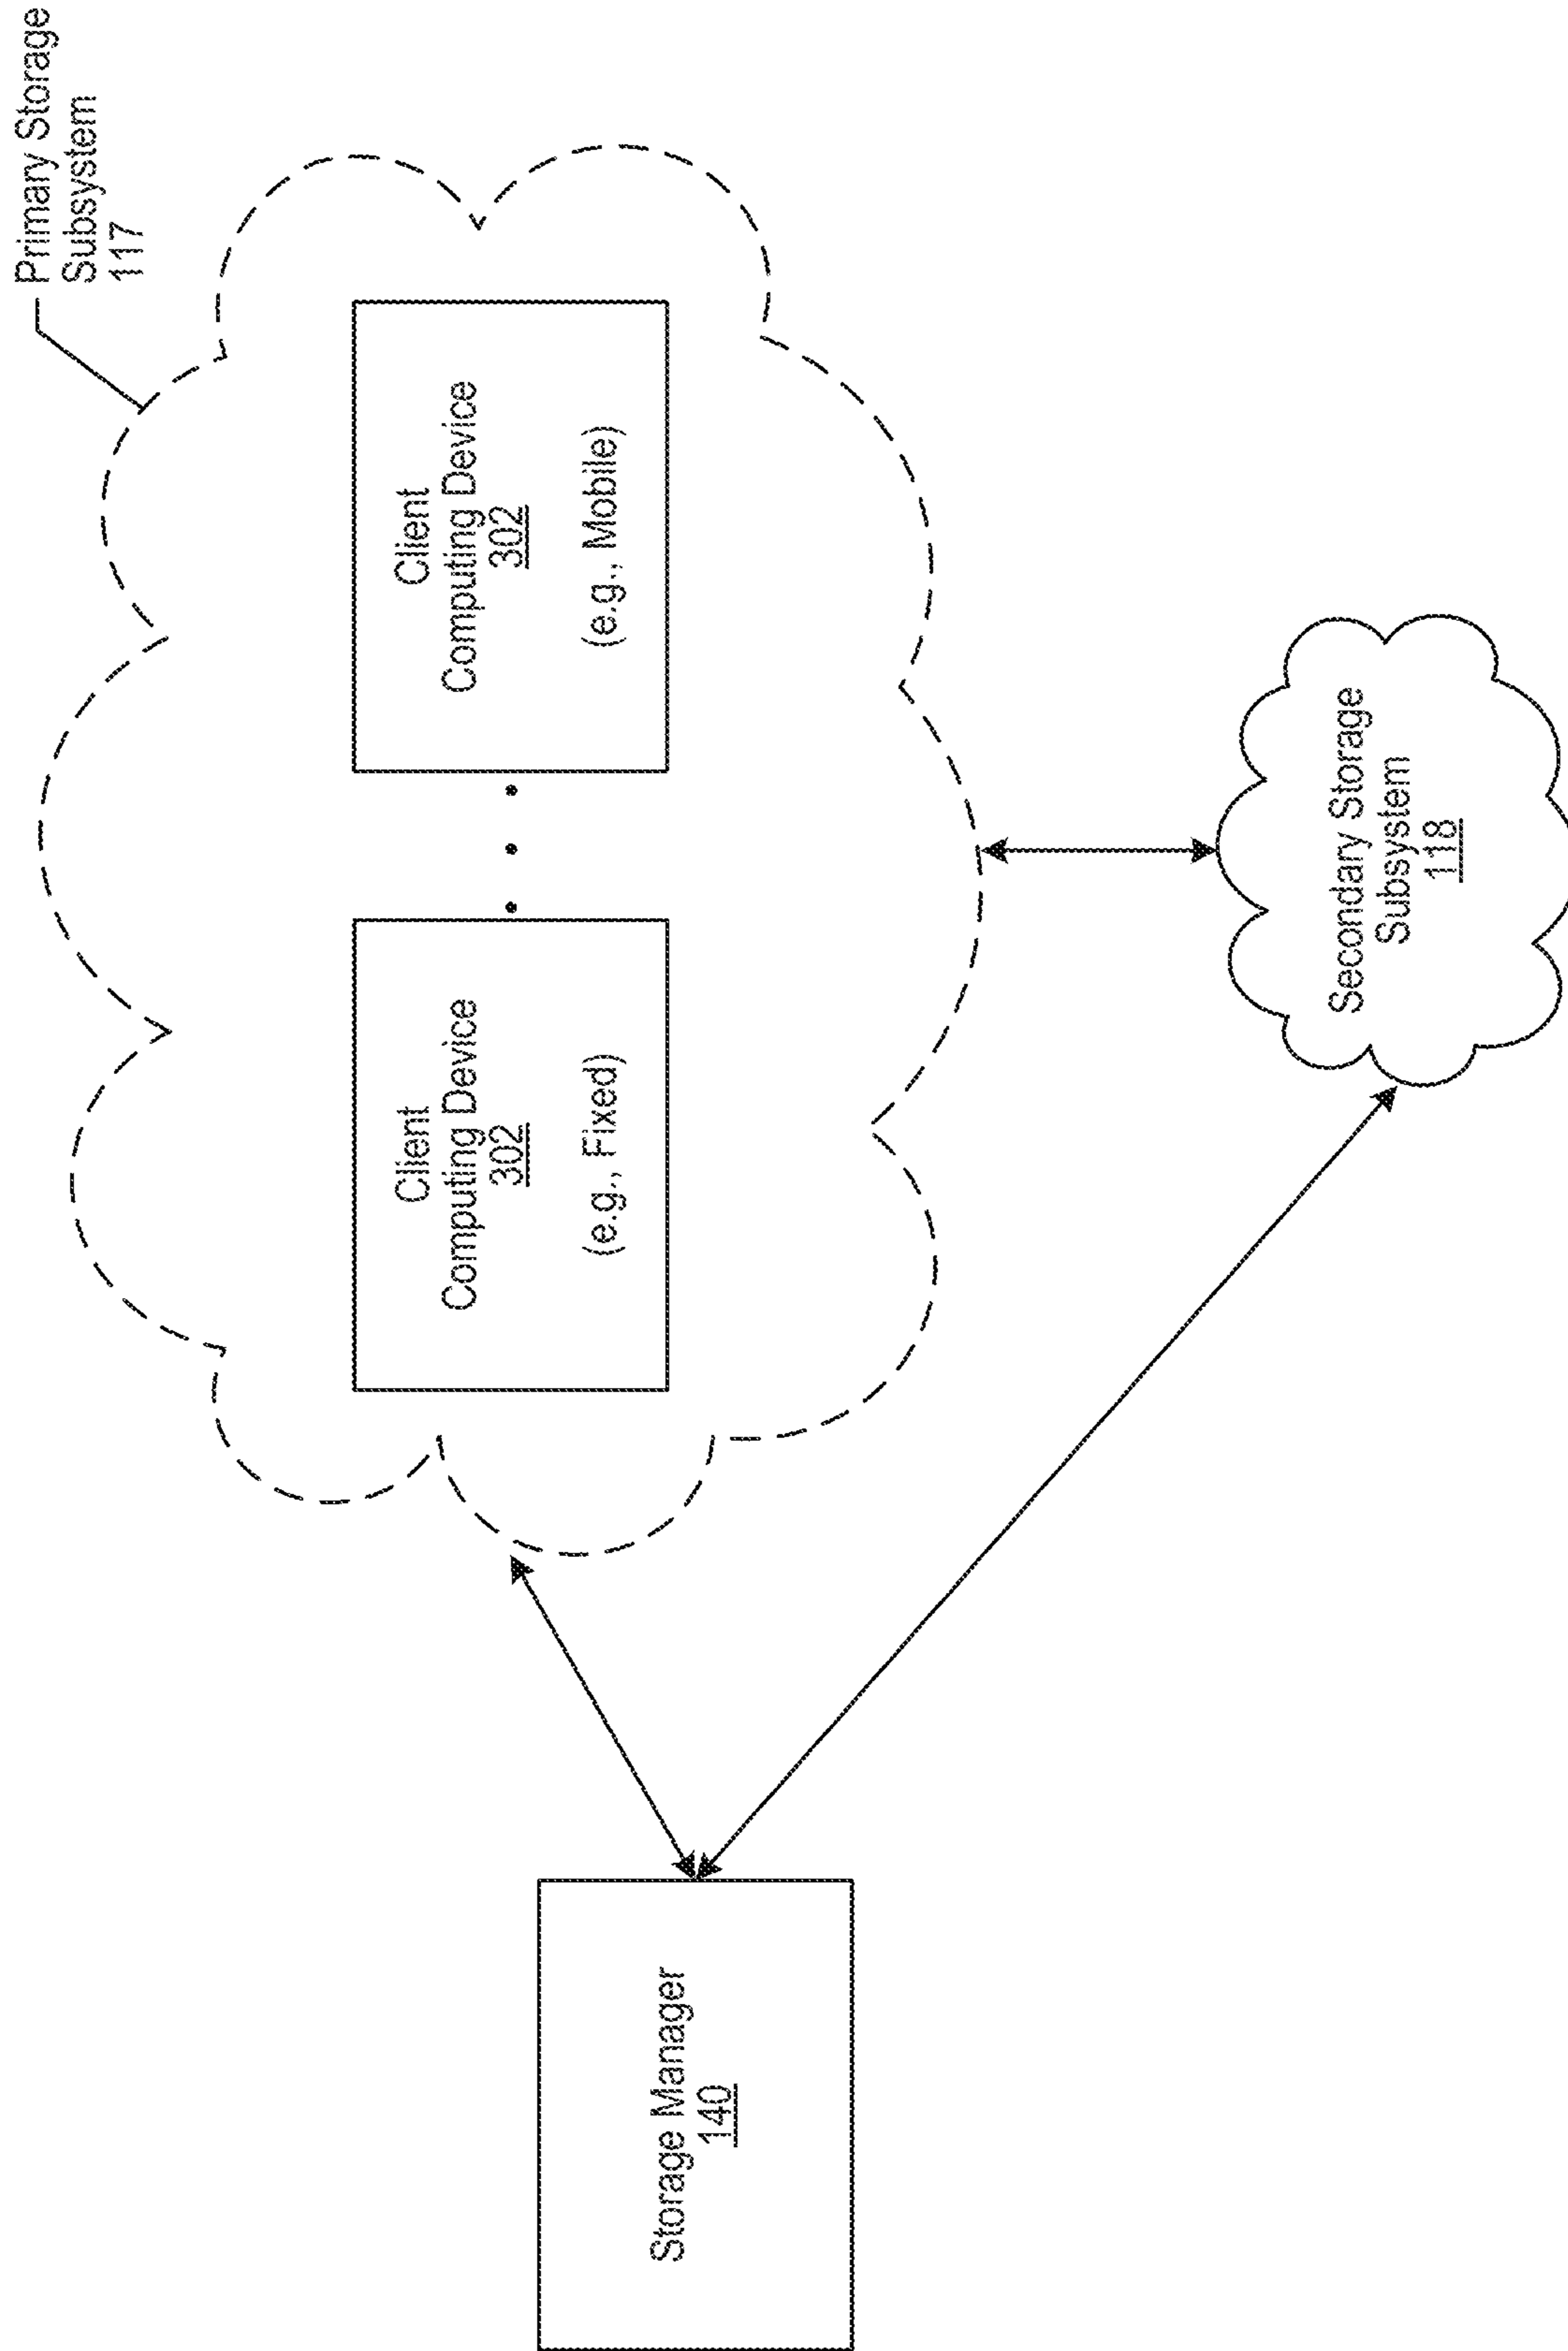 Primary Storage
Subsystem
117
Client
Computing Device
302
(e.g., Fixed)
Client
Computing Device
302
(e.g., Mobile)
Storage Manager
140
Secondary Storage
Subsystem
118